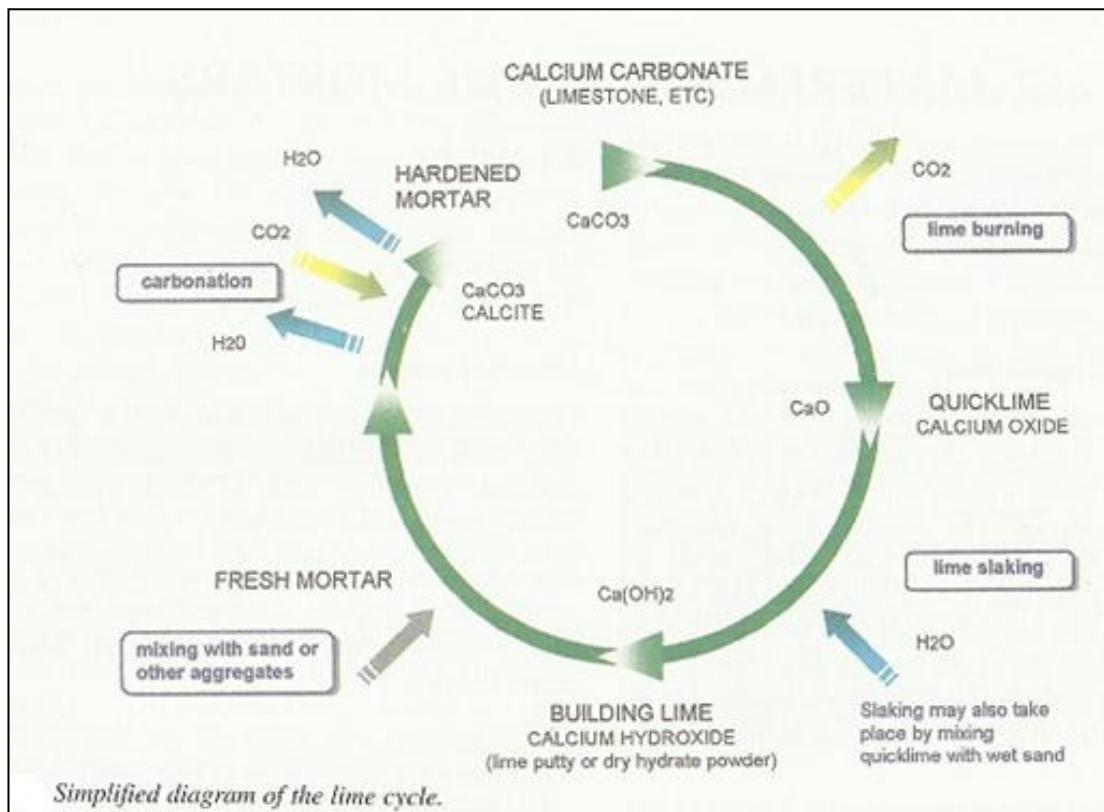 CALCIUM CARBONATE
(LIMESTONE, ETC)
CaCO3
CO2
lime burning
CaO
QUICKLIME
CALCIUM OXIDE
lime slaking
H2O
Slaking may also take
place by mixing
quicklime with wet sand
Ca(OH)2
BUILDING LIME
CALCIUM HYDROXIDE
(lime putty or dry hydrate powder)
FRESH MORTAR
mixing with sand or
other aggregates
H2O
HARDENED
MORTAR
CO2
carbonation
CaCO3
CALCITE
H20
Simplified diagram of the lime cycle.